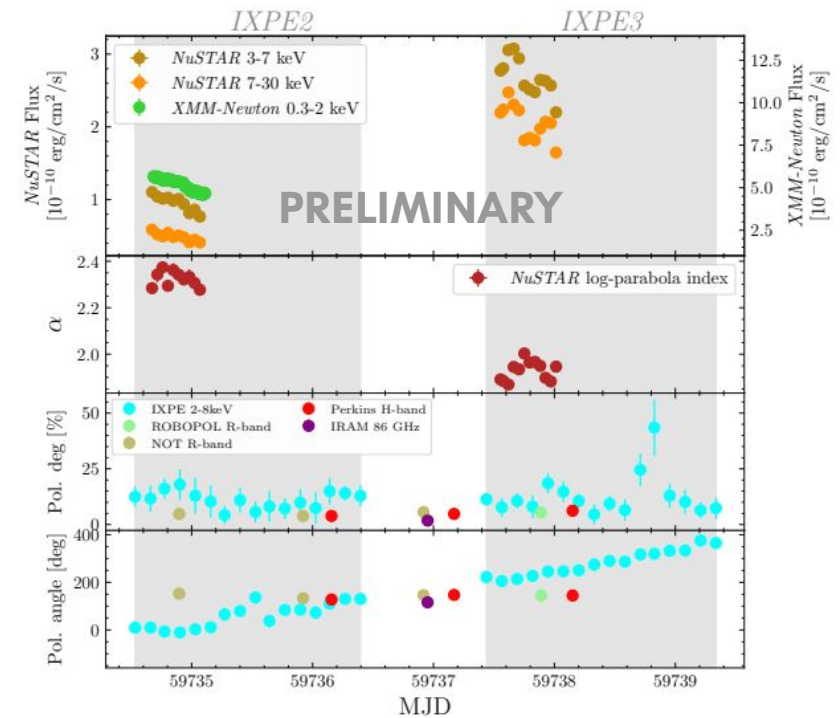 IXPE2 IXPE3
NuSTAR 3-7 keV
NuSTAR 7-30 keV
XMM-Newton 0.3-2 keV
NuSTAR Flux
[10⁻¹⁰ erg/cm²/s]
3
2
1
PRELIMINARY
12.5
10.0
7.5
5.0
2.5
XMM-Newton Flux
[10⁻¹⁰ erg/cm²/s]
NuSTAR log-parabola index
α
2.4
2.2
2.0
IXPE 2-8keV Perkins H-band
ROBOPOL R-band IRAM 86 GHz
NOT R-band
Pol. deg [%]
50
25
0
Pol. angle [deg]
400
200
0
59735 59736 59737 59738 59739
MJD